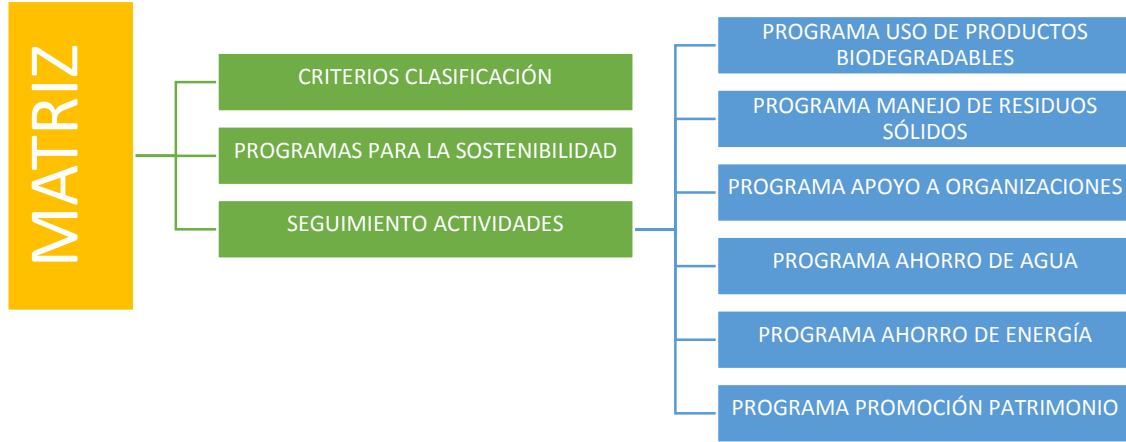 MATRIZ
CRITERIOS CLASIFICACIÓN
PROGRAMAS PARA LA SOSTENIBILIDAD
SEGUIMIENTO ACTIVIDADES
PROGRAMA USO DE PRODUCTOS
BIODEGRADABLES
PROGRAMA MANEJO DE RESIDUOS
SÓLIDOS
PROGRAMA APOYO A ORGANIZACIONES
PROGRAMA AHORRO DE AGUA
PROGRAMA AHORRO DE ENERGÍA
PROGRAMA PROMOCIÓN PATRIMONIO